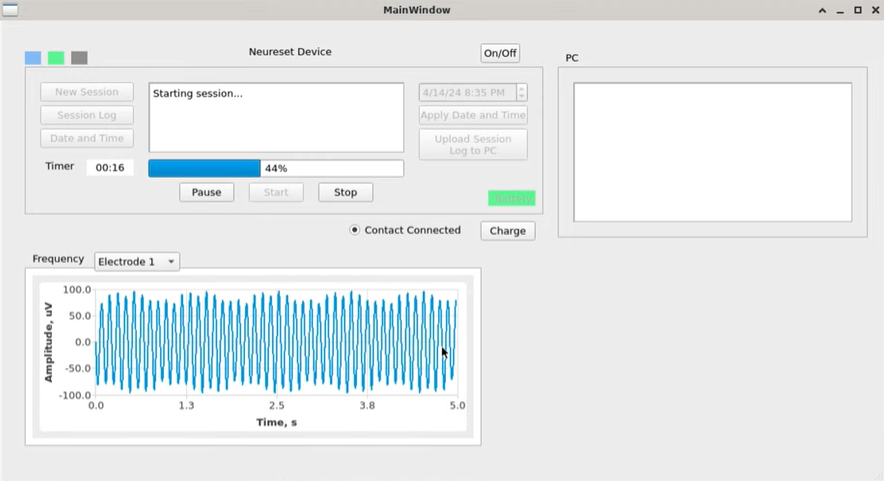 MainWindow
Neureset Device
On/Off
PC
New Session
Session Log
Date and Time
Starting session...
4/14/24 8:35 PM
Apply Date and Time
Upload Session
Log to PC
Timer
00:16
44%
Pause
Start
Stop
Contact Connected
Charge
Frequency
Electrode 1
Amplitude, uV
100.0
50.0
0.0
-50.0
-100.0
0.0
1.3
2.5
3.8
5.0
Time, s